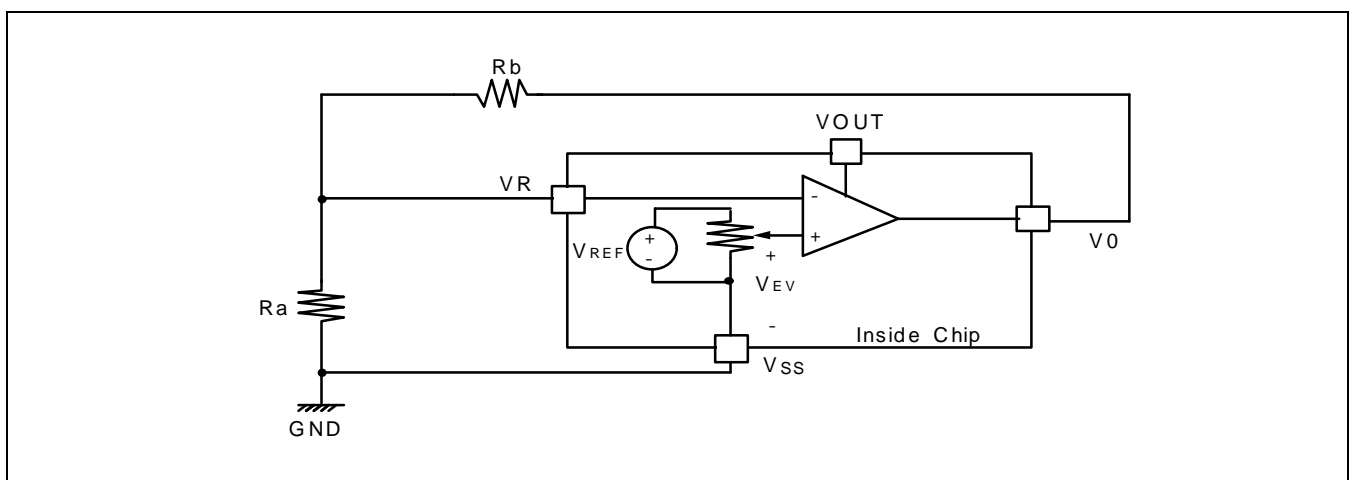 Rb
VOUT
VR
-
+
VREF
+
-
+
VEV
-
V0
Ra
Inside Chip
VSS
GND